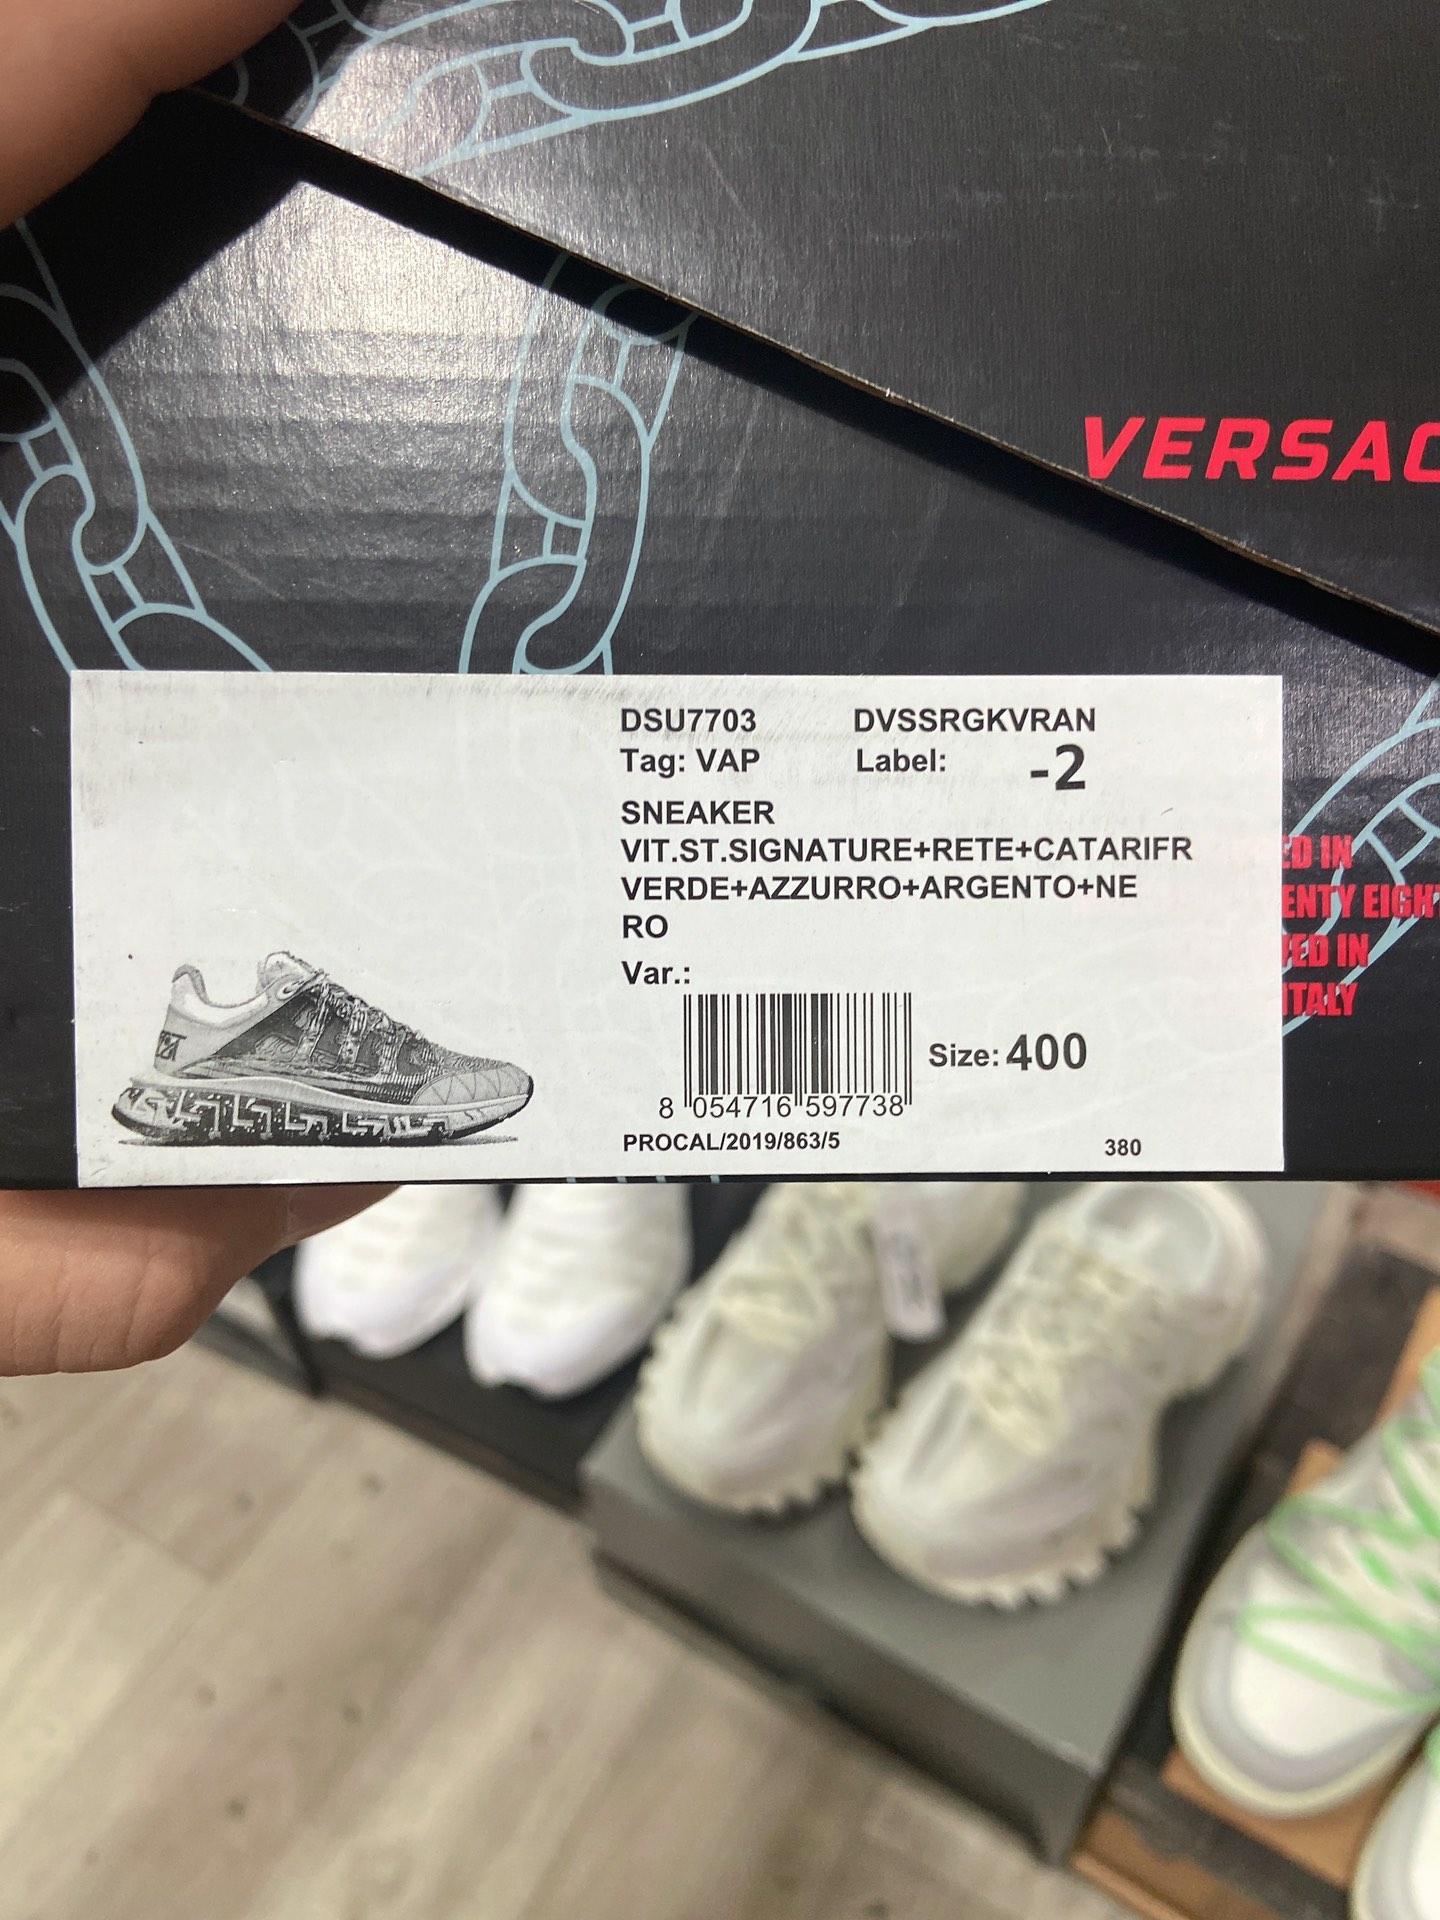 VERSAC
DSU7703 DVSSRGKVRAN
Tag: VAP Label: -2
SNEAKER
VIT.ST.SIGNATURE+RETE+CATARIFR
VERDE+AZZURRO+ARGENTO+NE
RO
Var.:
Size: 400
8 054716 597738
PROCAL/2019/863/5 380
ED IN
ENTY EIGHT
ED IN
ITALY